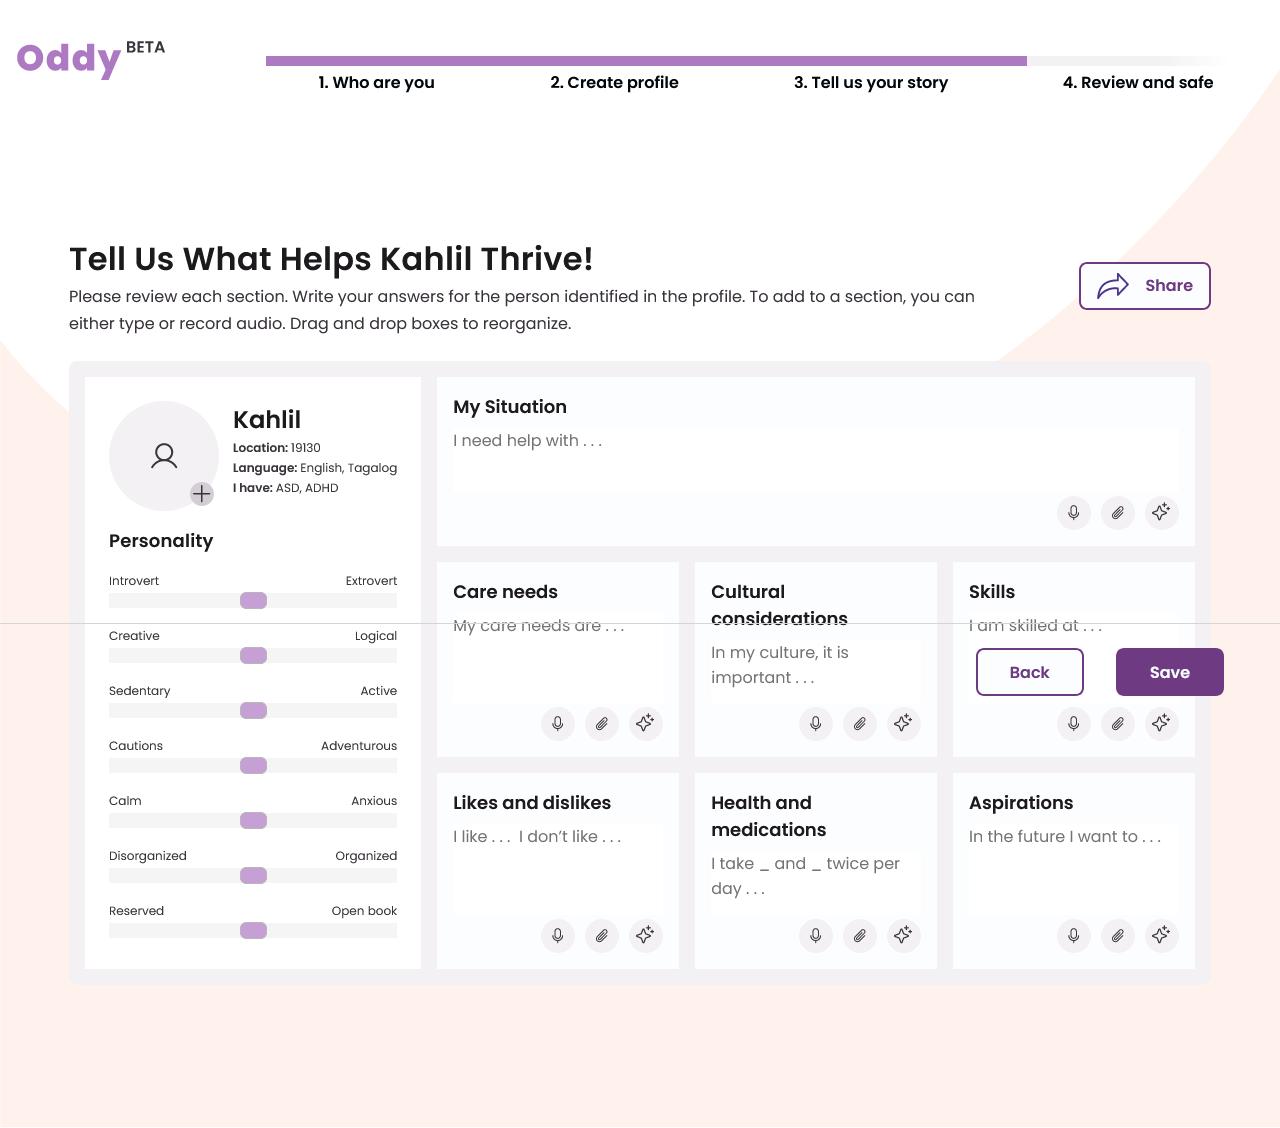 Oddy BETA
1. Who are you
2. Create profile
3. Tell us your story
4. Review and safe
Tell Us What Helps Kahlil Thrive!
Please review each section. Write your answers for the person identified in the profile. To add to a section, you can
either type or record audio. Drag and drop boxes to reorganize.
Share
Kahlil
Location: 19130
Language: English, Tagalog
I have: ASD, ADHD
Personality
Introvert Extrovert
Creative Logical
Sedentary Active
Cautions Adventurous
Calm Anxious
Disorganized Organized
Reserved Open book
My Situation
I need help with . . .
Care needs
My care needs are . . .
Cultural
considerations
In my culture, it is
important . . .
Skills
I am skilled at . . .
Back
Save
Likes and dislikes
I like . . .  I don’t like . . .
Health and
medications
I take _ and _ twice per
day . . .
Aspirations
In the future I want to . . .